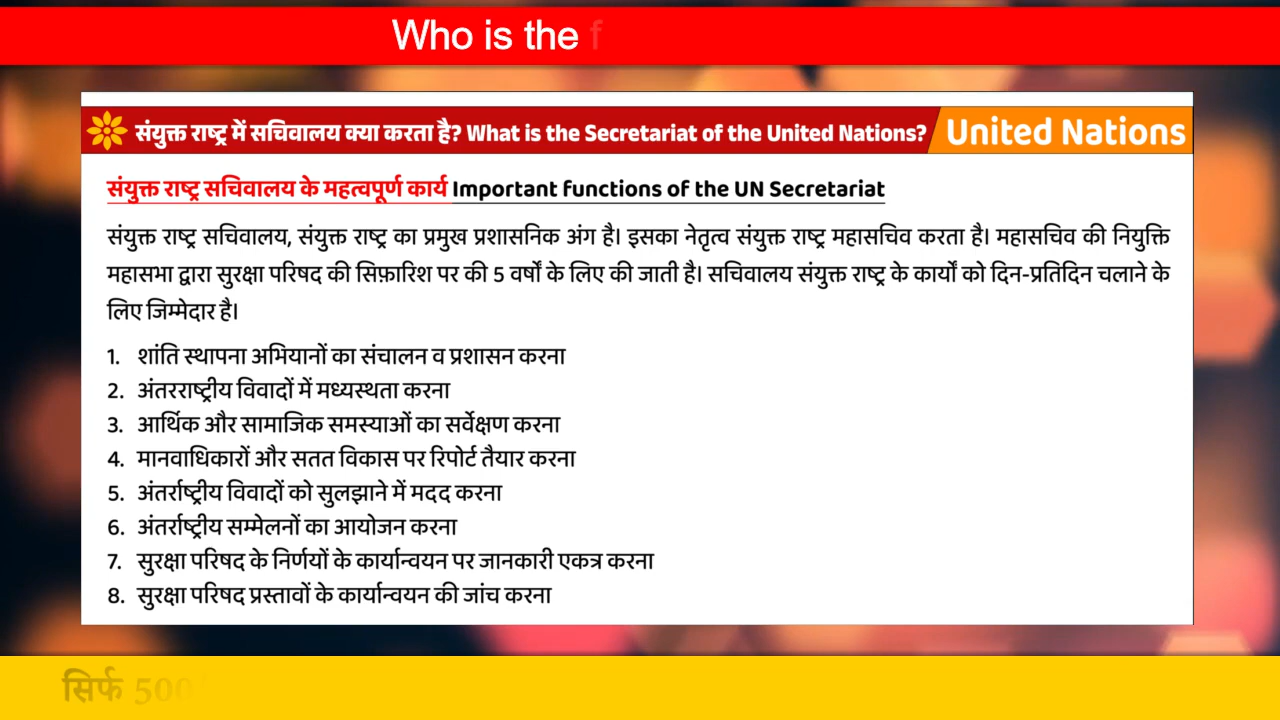 Who is the f
संयुक्त राष्ट्र में सचिवालय क्या करता है? What is the Secretariat of the United Nations? United Nations
संयुक्त राष्ट्र सचिवालय के महत्वपूर्ण कार्य Important functions of the UN Secretariat
संयुक्त राष्ट्र सचिवालय, संयुक्त राष्ट्र का प्रमुख प्रशासनिक अंग है। इसका नेतृत्व संयुक्त राष्ट्र महासचिव करता है। महासचिव की नियुक्ति
महासभा द्वारा सुरक्षा परिषद की सिफ़ारिश पर की 5 वर्षों के लिए की जाती है। सचिवालय संयुक्त राष्ट्र के कार्यों को दिन-प्रतिदिन चलाने के
लिए जिम्मेदार है।
1. शांति स्थापना अभियानों का संचालन व प्रशासन करना
2. अंतरराष्ट्रीय विवादों में मध्यस्थता करना
3. आर्थिक और सामाजिक समस्याओं का सर्वेक्षण करना
4. मानवाधिकारों और सतत विकास पर रिपोर्ट तैयार करना
5. अंतर्राष्ट्रीय विवादों को सुलझाने में मदद करना
6. अंतर्राष्ट्रीय सम्मेलनों का आयोजन करना
7. सुरक्षा परिषद के निर्णयों के कार्यान्वयन पर जानकारी एकत्र करना
8. सुरक्षा परिषद प्रस्तावों के कार्यान्वयन की जांच करना
सिर्फ 500